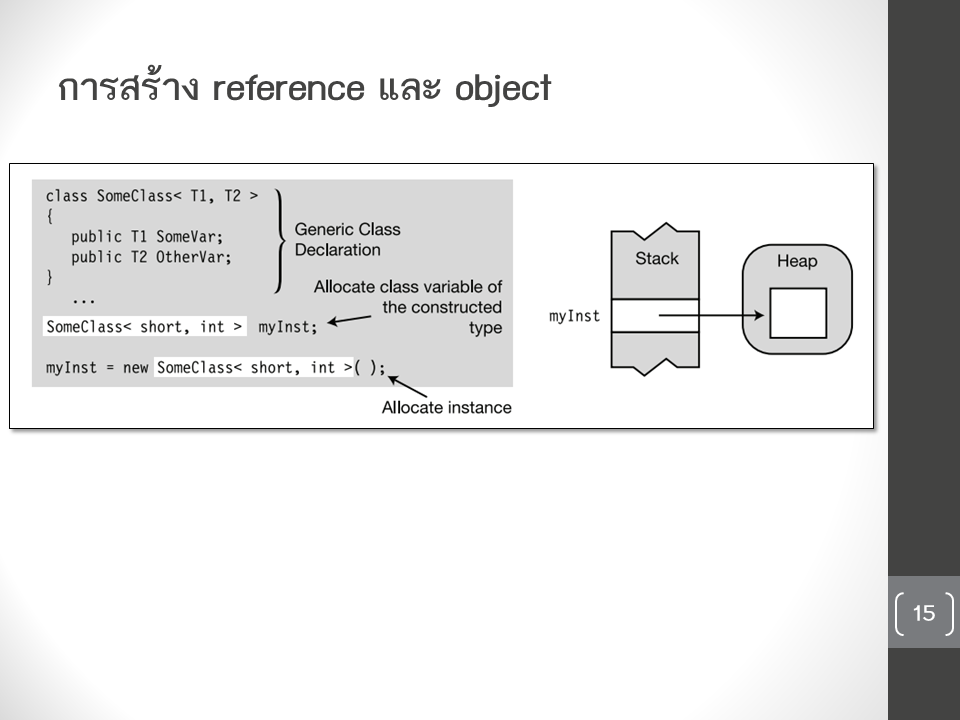 การสร้าง reference และ object
class SomeClass< T1, T2 >
{
public T1 SomeVar;
public T2 OtherVar;
}
...
Generic Class
Declaration
Allocate class variable of
the constructed
type
SomeClass< short, int > myInst;
myInst = new SomeClass< short, int >( );
Allocate instance
Stack
Heap
myInst
15